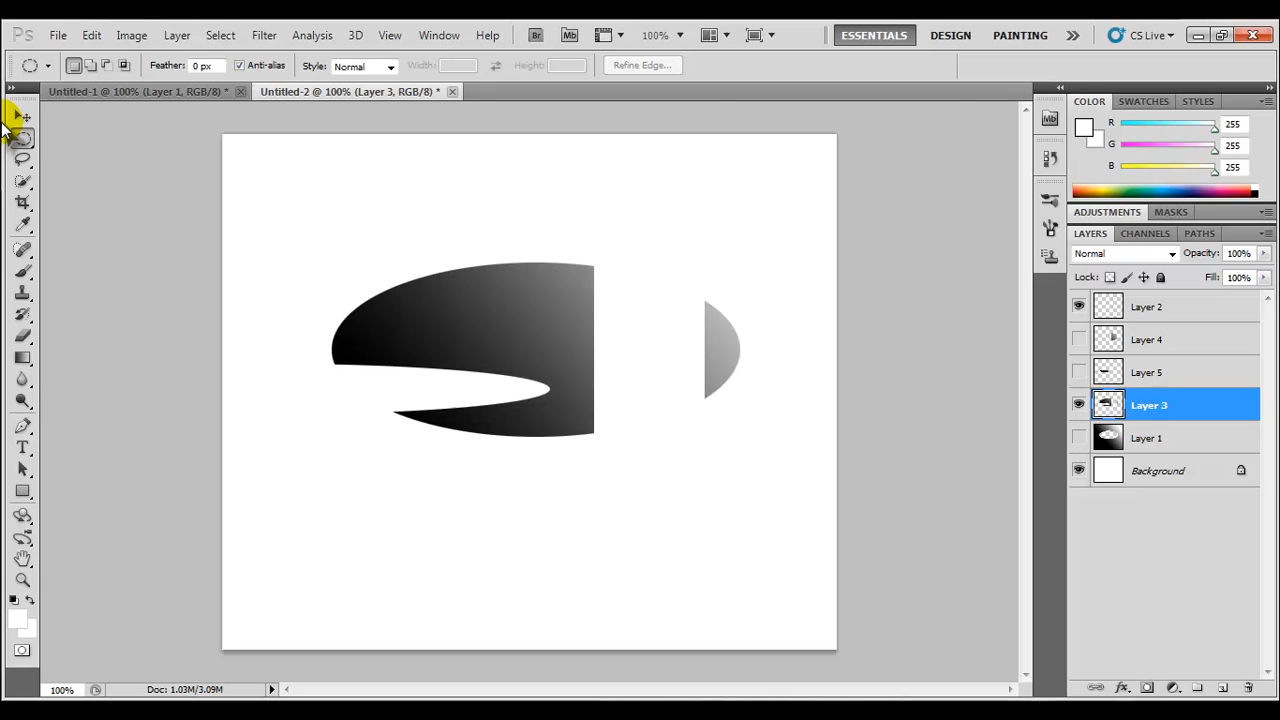 Ps File Edit Image Layer Select Filter Analysis 3D View Window Help Br Mb 100% ESSENTIALS DESIGN PAINTING CS Live
Feather: 0 px Anti-alias Style: Normal Width: Height: Refine Edge...
Untitled-1 @ 100% (Layer 1, RGB/8) * Untitled-2 @ 100% (Layer 3, RGB/8) *
COLOR SWATCHES STYLES
Mb
R 255
G 255
B 255
ADJUSTMENTS MASKS
LAYERS CHANNELS PATHS
Normal Opacity: 100%
Lock: Fill: 100%
Layer 2
Layer 4
Layer 5
Layer 3
Layer 1
Background
T
100% Doc: 1.03M/3.09M
fx